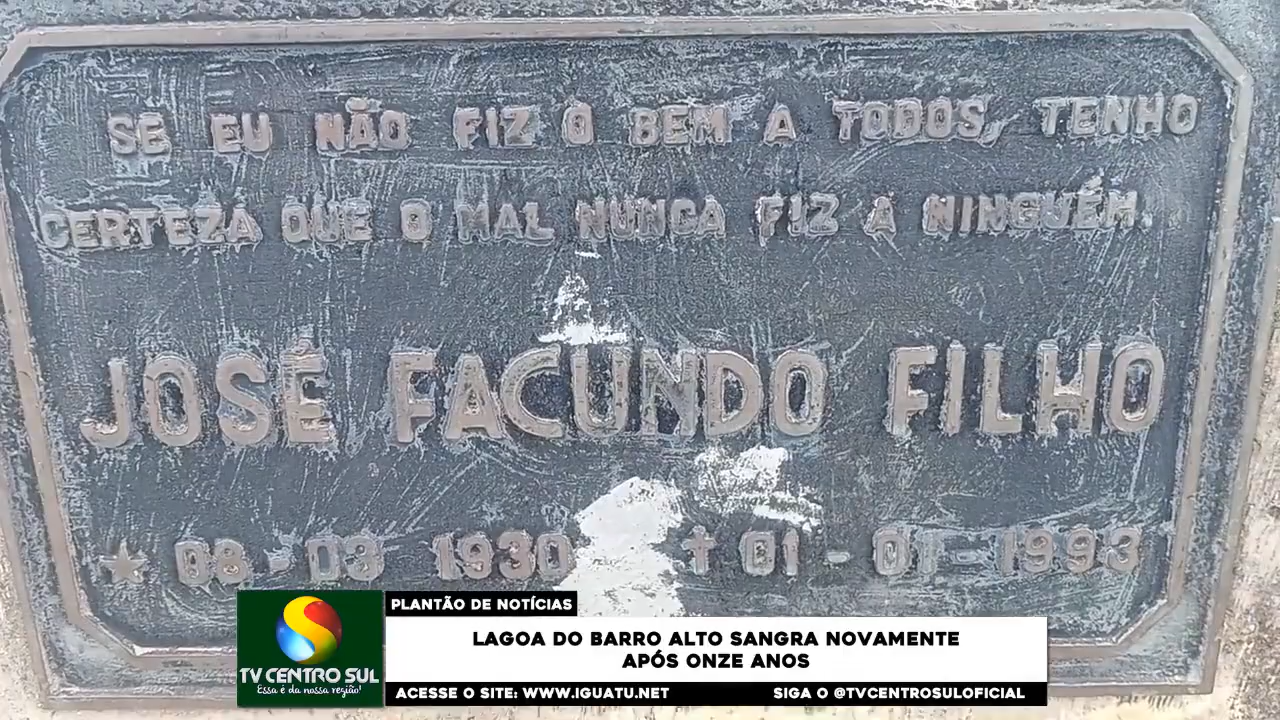 SE EU NÃO FIZ O BEM A TODOS, TENHO
CERTEZA QUE O MAL NUNCA FIZ A NINGUÉM.
JOSÉ FACUNDO FILHO
★ 08 - 03 1930 ✝ 01 - 01 - 1993
PLANTÃO DE NOTÍCIAS
LAGOA DO BARRO ALTO SANGRA NOVAMENTE
APÓS ONZE ANOS
TV CENTRO SUL
Essa é da nossa região!
ACESSE O SITE: WWW.IGUATU.NET SIGA O @TVCENTROSULOFICIAL